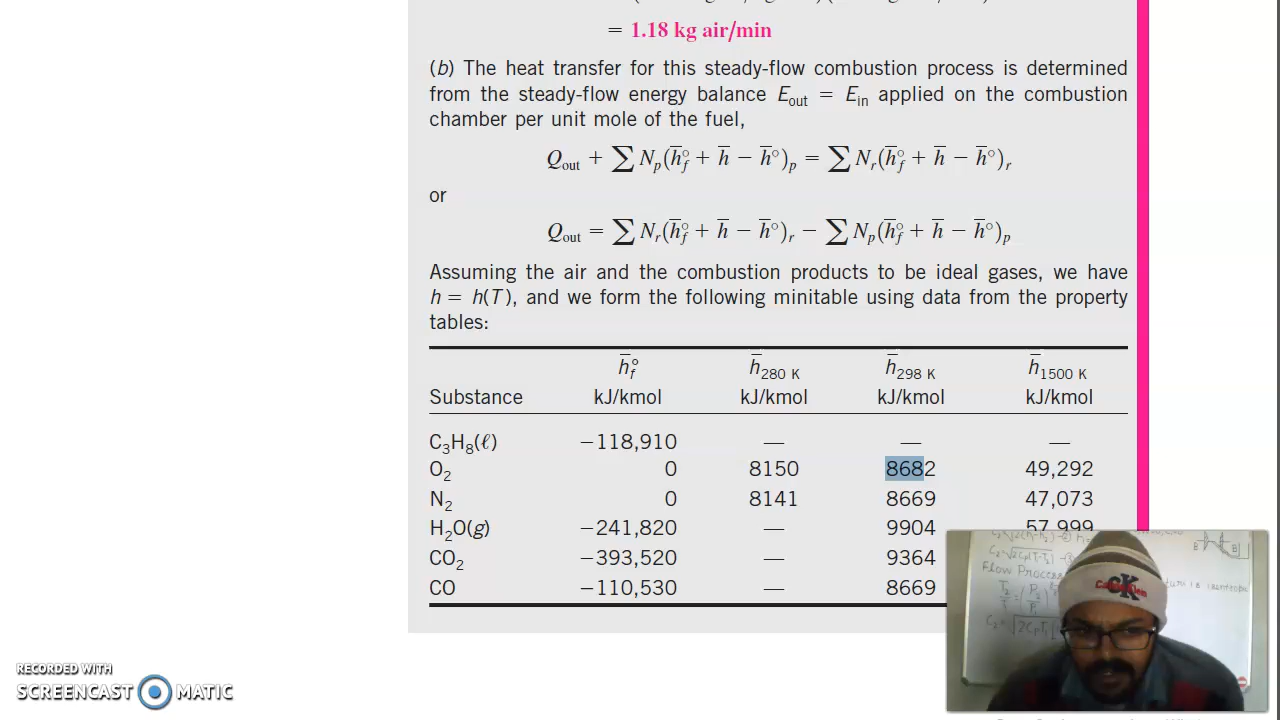 = 1.18 kg air/min
(b) The heat transfer for this steady-flow combustion process is determined
from the steady-flow energy balance Eout = Ein applied on the combustion
chamber per unit mole of the fuel,
Qout + ∑ Np(h̄f° + h̄ − h̄°)p = ∑ Nr(h̄f° + h̄ − h̄°)r
or
Qout = ∑ Nr(h̄f° + h̄ − h̄°)r − ∑ Np(h̄f° + h̄ − h̄°)p
Assuming the air and the combustion products to be ideal gases, we have
h = h(T), and we form the following minitable using data from the property
tables:
h̄f° h̄280 K h̄298 K h̄1500 K
Substance kJ/kmol kJ/kmol kJ/kmol kJ/kmol
C3H8(ℓ) −118,910 — — —
O2 0 8150 8682 49,292
N2 0 8141 8669 47,073
H2O(g) −241,820 — 9904 57,999
CO2 −393,520 — 9364
CO −110,530 — 8669
Flow Process
CK
RECORDED WITH
SCREENCAST MATIC